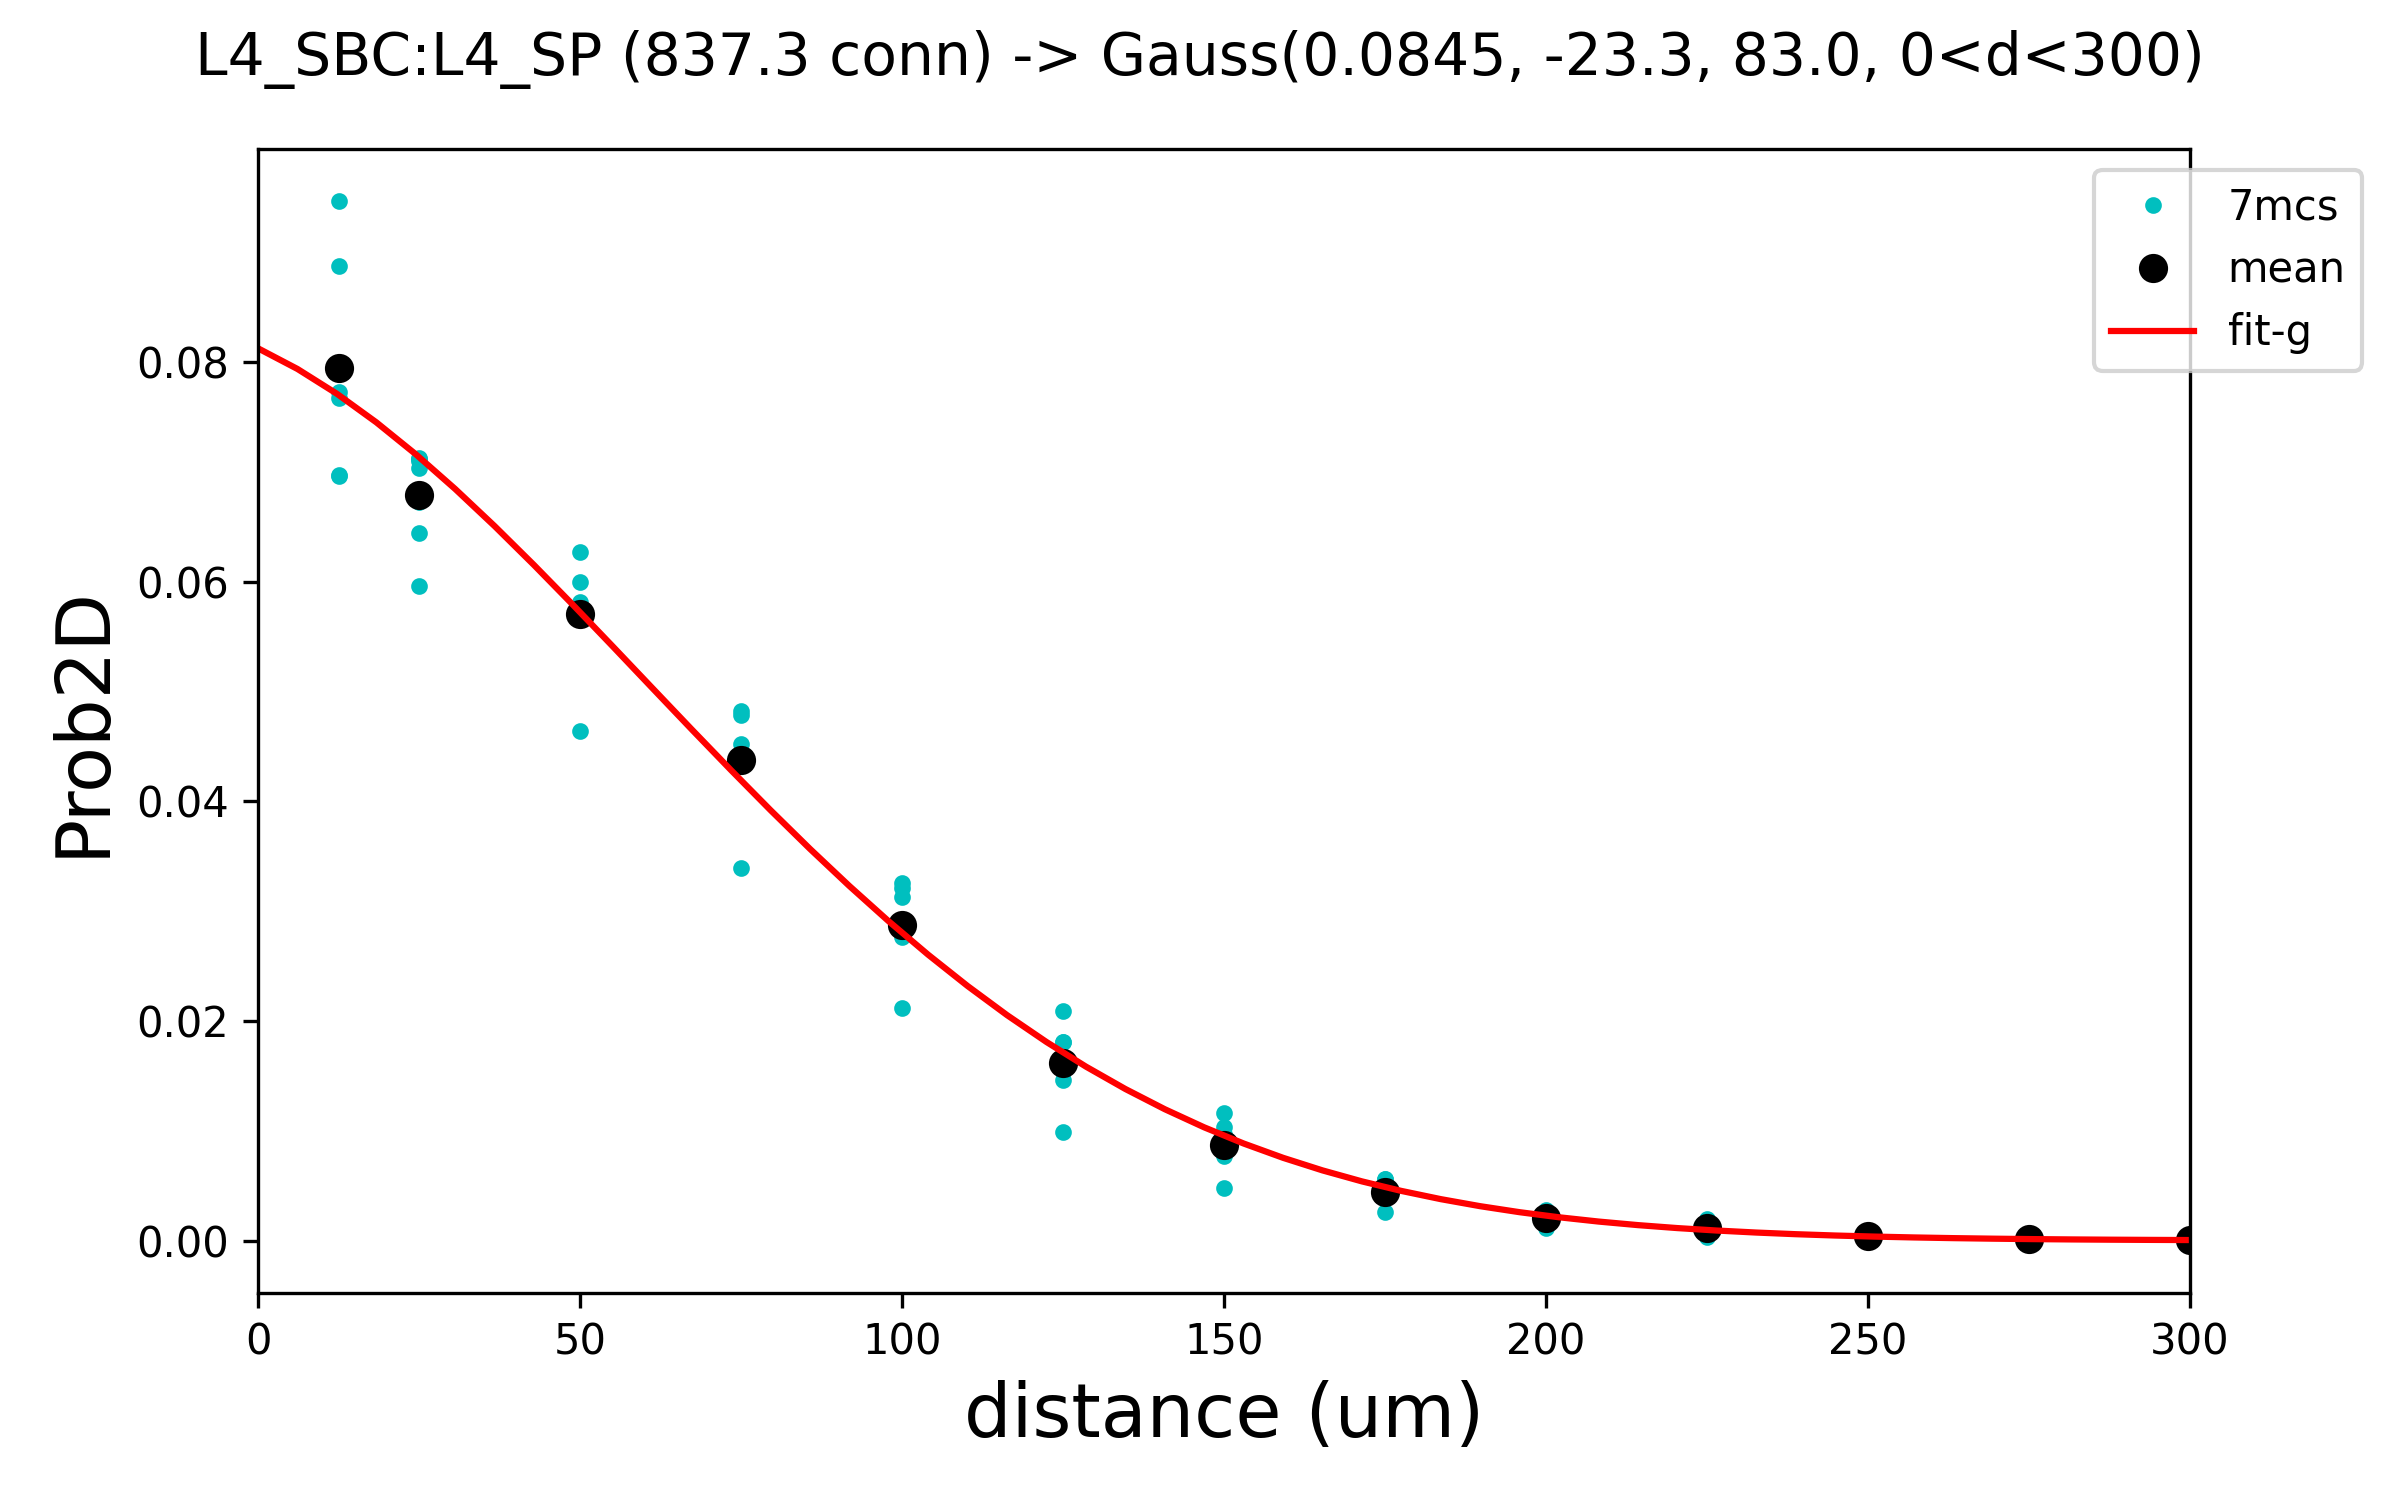 L4_SBC:L4_SP (837.3 conn) -> Gauss(0.0845, -23.3, 83.0, 0<d<300)
7mcs
mean
fit-g
Prob2D
0.08
0.06
0.04
0.02
0.00
0 50 100 150 200 250 300
distance (um)